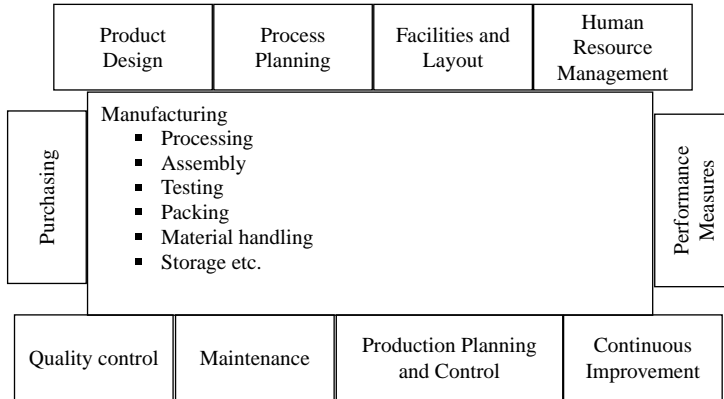 Product
Design
Process
Planning
Facilities and
Layout
Human
Resource
Management
Manufacturing
▪ Processing
▪ Assembly
▪ Testing
▪ Packing
▪ Material handling
▪ Storage etc.
Purchasing
Performance
Measures
Quality control
Maintenance
Production Planning
and Control
Continuous
Improvement